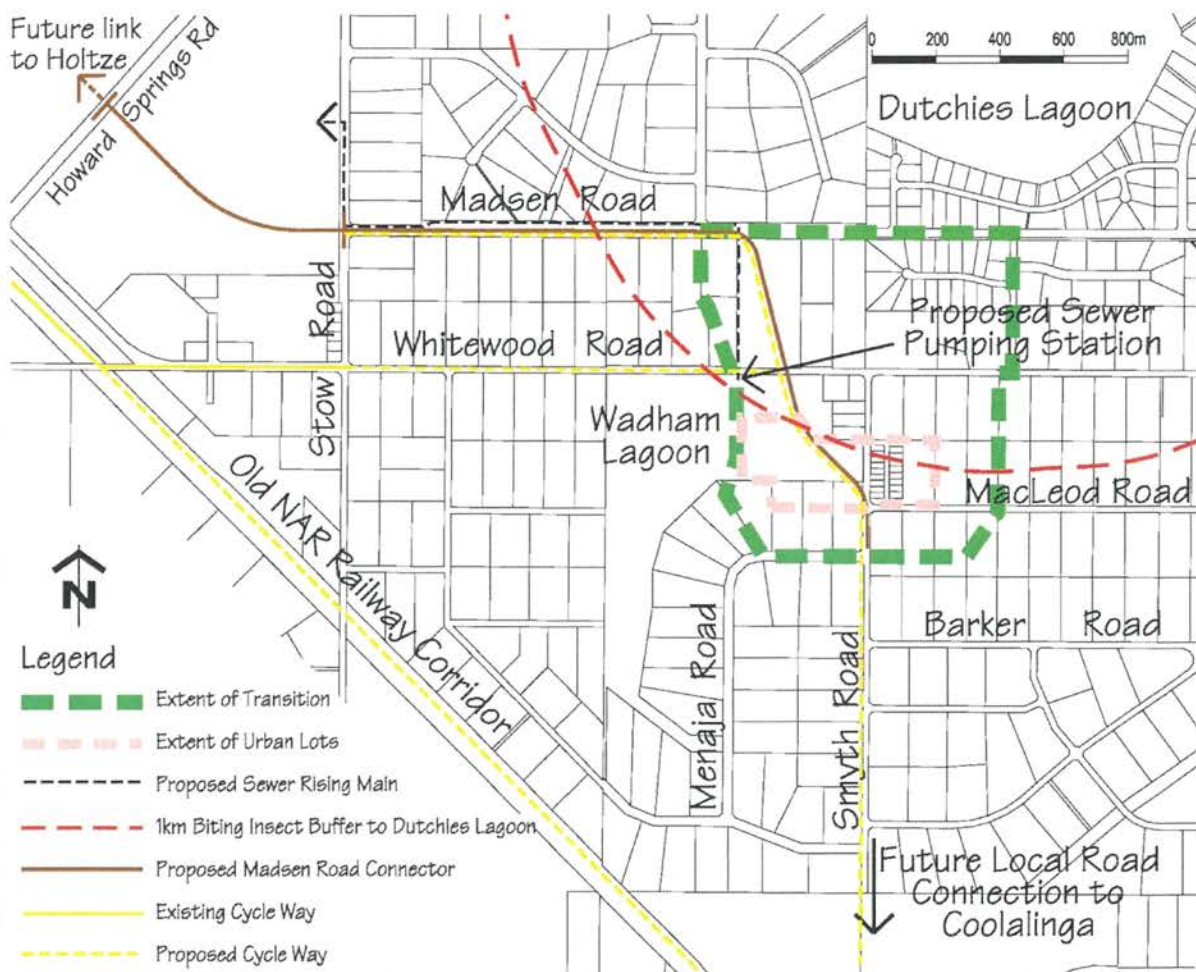 Future link
to Holtze
Howard Springs Rd
0 200 400 600 800m
Dutchies Lagoon
Madsen Road
Stow Road
Whitewood Road
Proposed Sewer
Pumping Station
Wadham
Lagoon
MacLeod Road
Old NAR Railway Corridor
N
Menaja Road
Smyth Road
Barker Road
Future Local Road
Connection to
Coolalinga
Legend
Extent of Transition
Extent of Urban Lots
Proposed Sewer Rising Main
1km Biting Insect Buffer to Dutchies Lagoon
Proposed Madsen Road Connector
Existing Cycle Way
Proposed Cycle Way